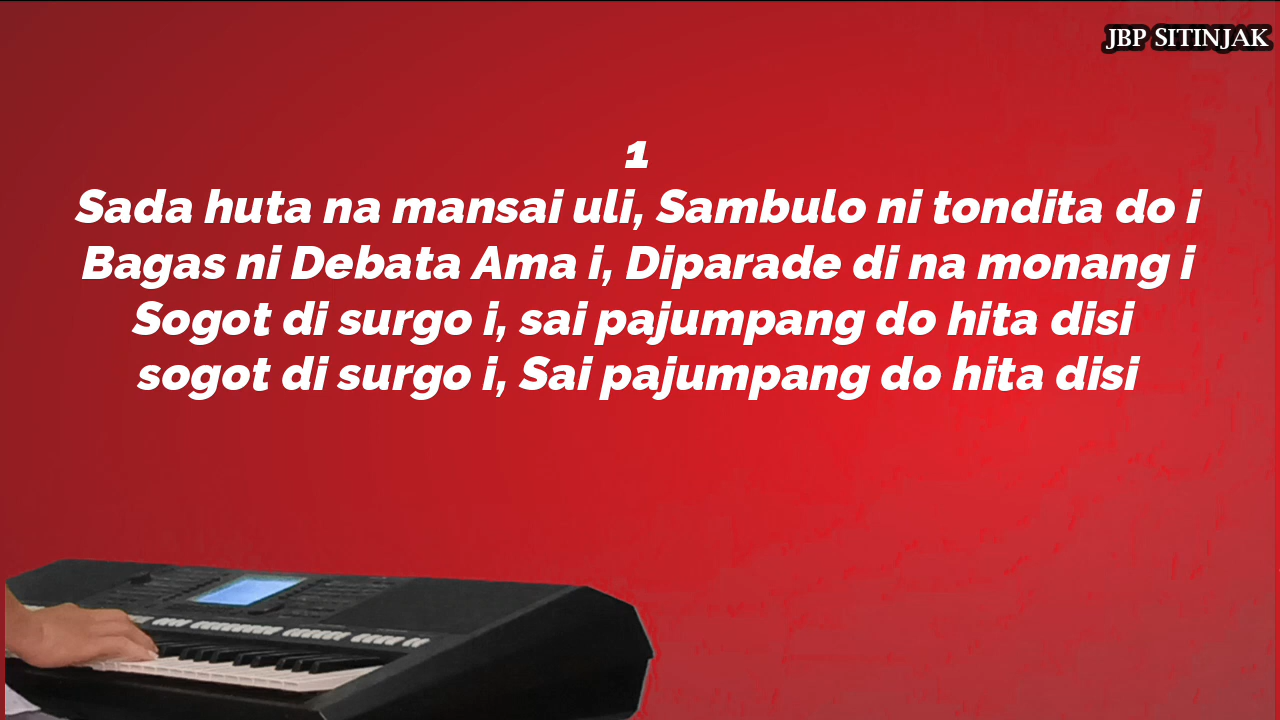 JBP SITINJAK
1
Sada huta na mansai uli, Sambulo ni tondita do i
Bagas ni Debata Ama i, Diparade di na monang i
Sogot di surgo i, sai pajumpang do hita disi
sogot di surgo i, Sai pajumpang do hita disi